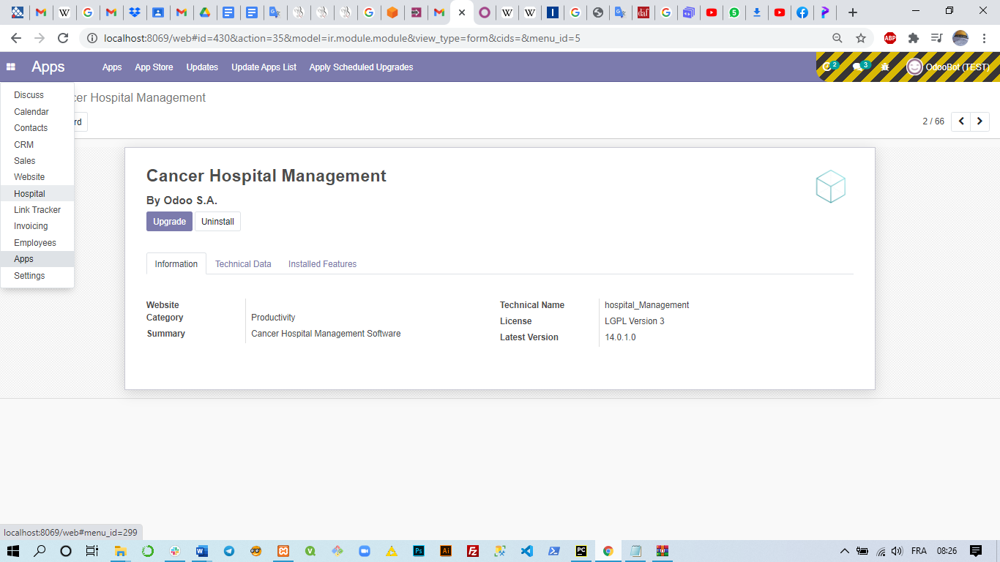 localhost:8069/web#id=430&action=35&model=ir.module.module&view_type=form&cids=&menu_id=5
ABP
Apps
Apps
App Store
Updates
Update Apps List
Apply Scheduled Upgrades
2
3
OdooBot (TEST)
Discuss
Calendar
Contacts
CRM
Sales
Website
Hospital
Link Tracker
Invoicing
Employees
Apps
Settings
cer Hospital Management
rd
2 / 66
Cancer Hospital Management
By Odoo S.A.
Upgrade
Uninstall
Information
Technical Data
Installed Features
Website
Category
Productivity
Summary
Cancer Hospital Management Software
Technical Name
hospital_Management
License
LGPL Version 3
Latest Version
14.0.1.0
localhost:8069/web#menu_id=299
FRA
08:26